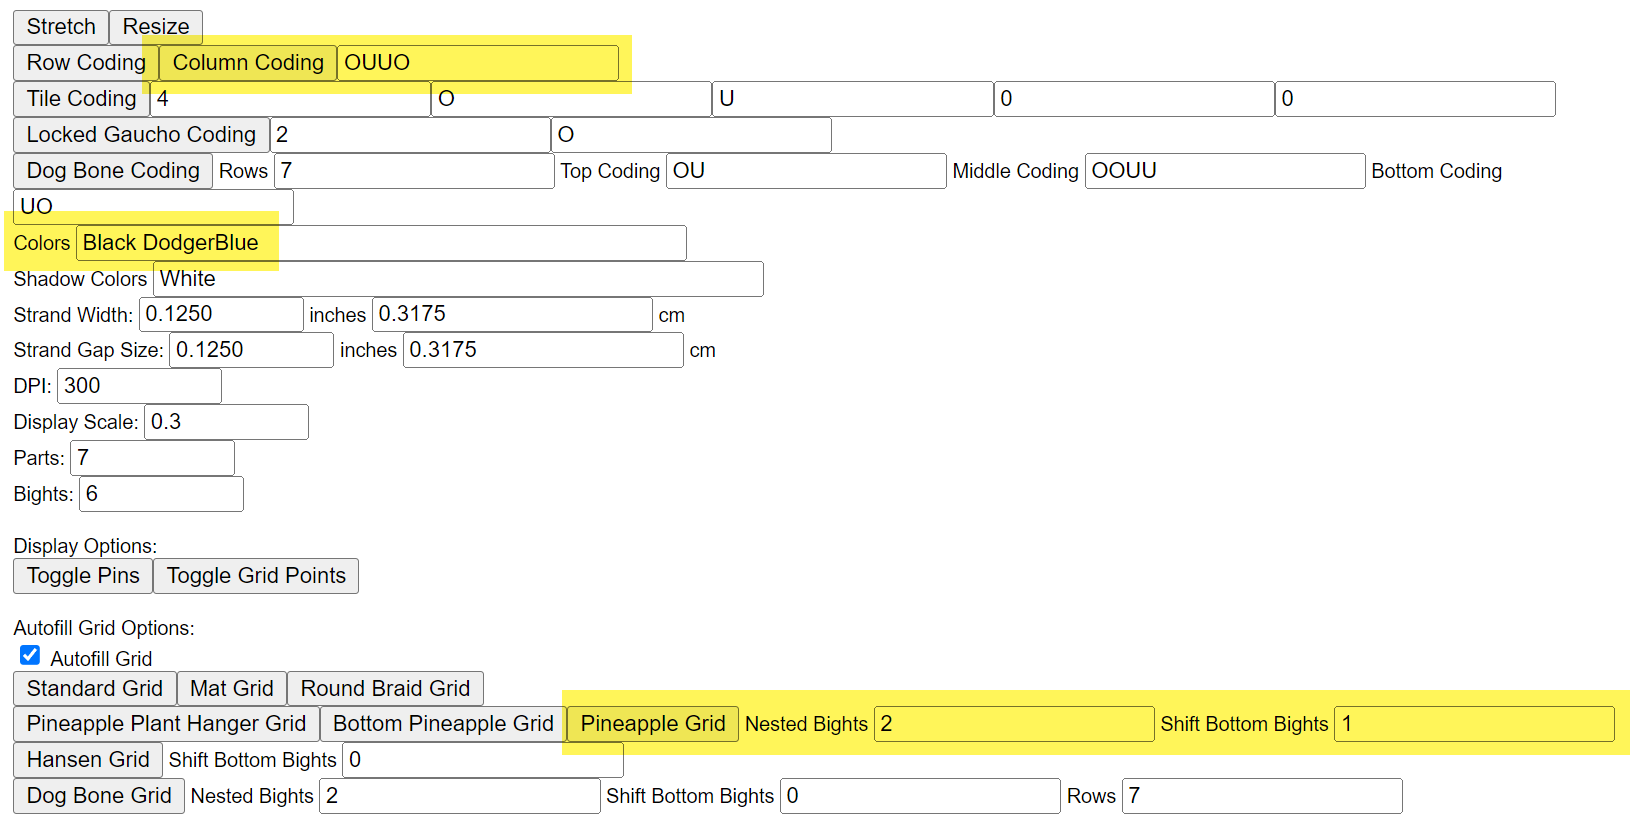 Stretch Resize
Row Coding Column Coding OUUO
Tile Coding 4 O U 0 0
Locked Gaucho Coding 2 O
Dog Bone Coding Rows 7 Top Coding OU Middle Coding OOUU Bottom Coding
UO
Colors Black DodgerBlue
Shadow Colors White
Strand Width: 0.1250 inches 0.3175 cm
Strand Gap Size: 0.1250 inches 0.3175 cm
DPI: 300
Display Scale: 0.3
Parts: 7
Bights: 6
Display Options:
Toggle Pins Toggle Grid Points
Autofill Grid Options:
Autofill Grid
Standard Grid Mat Grid Round Braid Grid
Pineapple Plant Hanger Grid Bottom Pineapple Grid Pineapple Grid Nested Bights 2 Shift Bottom Bights 1
Hansen Grid Shift Bottom Bights 0
Dog Bone Grid Nested Bights 2 Shift Bottom Bights 0 Rows 7